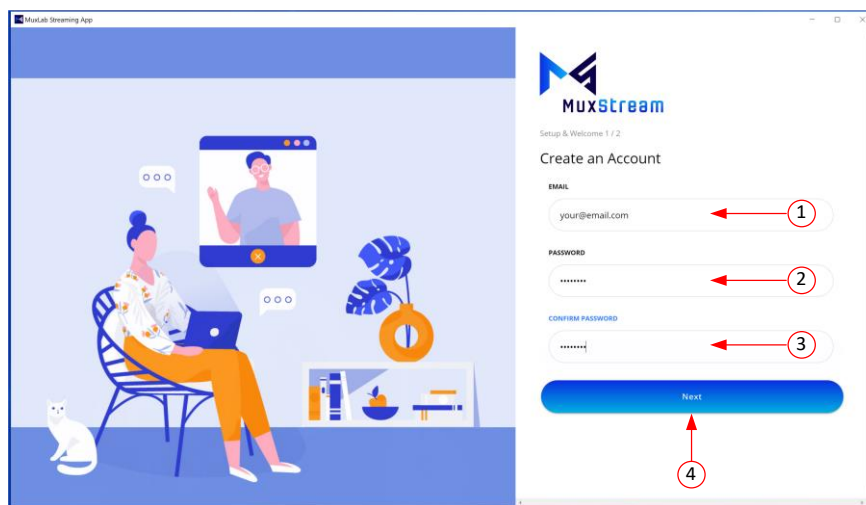 MuxLab Streaming App
MuxStream
Setup & Welcome 1 / 2
Create an Account
EMAIL
your@email.com
1
PASSWORD
••••••••
2
CONFIRM PASSWORD
••••••••
3
Next
4